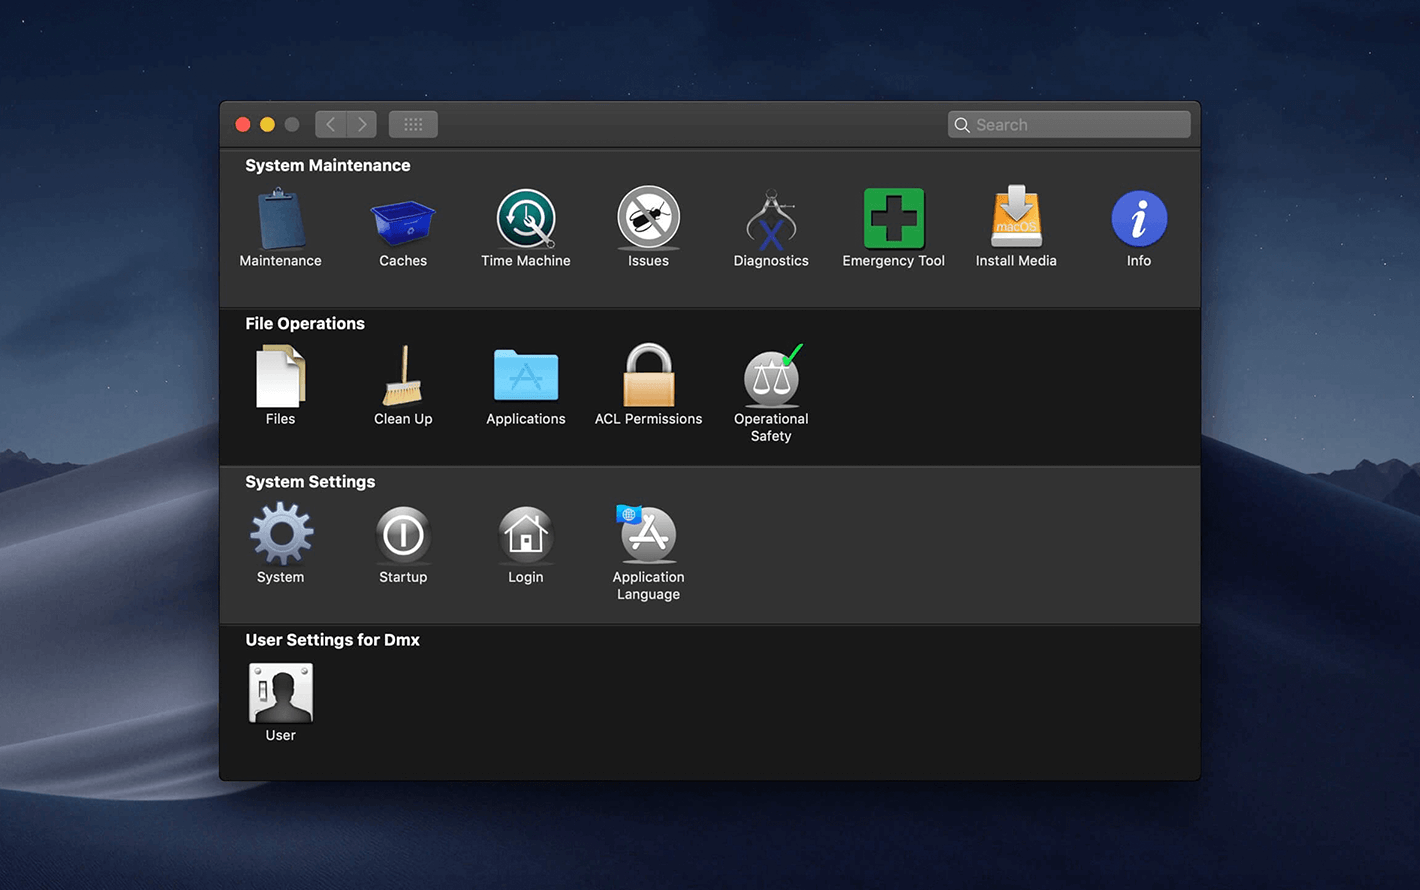 Search
System Maintenance
Maintenance
Caches
Time Machine
Issues
Diagnostics
Emergency Tool
macOS
Install Media
Info
File Operations
Files
Clean Up
Applications
ACL Permissions
Operational
Safety
System Settings
System
Startup
Login
Application
Language
User Settings for Dmx
User